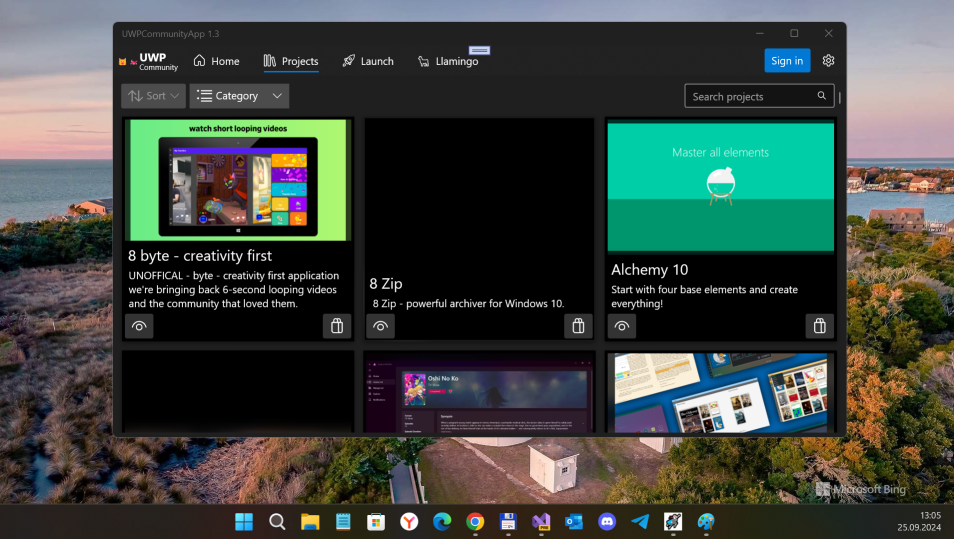 UWPCommunityApp 1.3
UWP
Community
Home
Projects
Launch
Llamingo
Sign in
Sort
Category
Search projects
watch short looping videos
8 byte - creativity first
UNOFFICAL - byte - creativity first application
we're bringing back 6-second looping videos
and the community that loved them.
8 Zip
8 Zip - powerful archiver for Windows 10.
Master all elements
Alchemy 10
Start with four base elements and create
everything!
Oshi No Ko
Synopsis
Microsoft Bing
13:05
25.09.2024